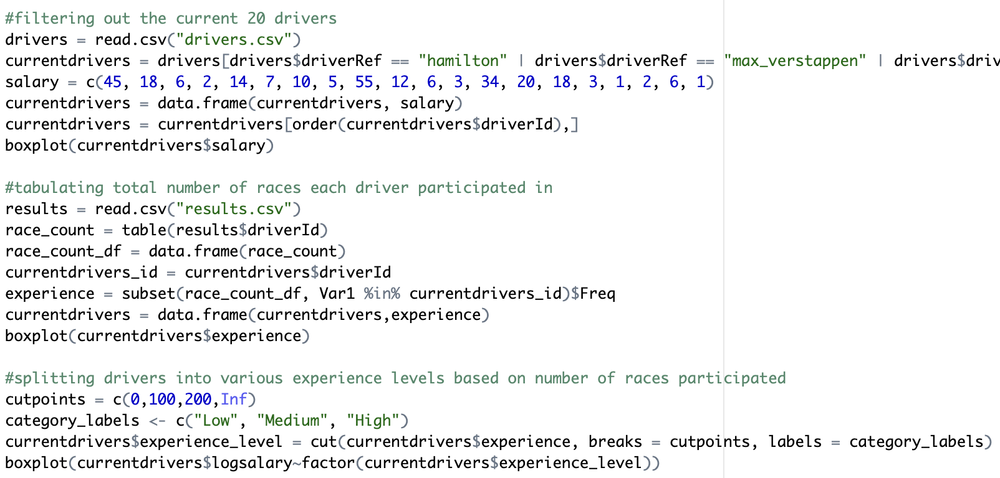 #filtering out the current 20 drivers
drivers = read.csv("drivers.csv")
currentdrivers = drivers[drivers$driverRef == "hamilton" | drivers$driverRef == "max_verstappen" | drivers$driv
salary = c(45, 18, 6, 2, 14, 7, 10, 5, 55, 12, 6, 3, 34, 20, 18, 3, 1, 2, 6, 1)
currentdrivers = data.frame(currentdrivers, salary)
currentdrivers = currentdrivers[order(currentdrivers$driverId),]
boxplot(currentdrivers$salary)
#tabulating total number of races each driver participated in
results = read.csv("results.csv")
race_count = table(results$driverId)
race_count_df = data.frame(race_count)
currentdrivers_id = currentdrivers$driverId
experience = subset(race_count_df, Var1 %in% currentdrivers_id)$Freq
currentdrivers = data.frame(currentdrivers,experience)
boxplot(currentdrivers$experience)
#splitting drivers into various experience levels based on number of races participated
cutpoints = c(0,100,200,Inf)
category_labels <- c("Low", "Medium", "High")
currentdrivers$experience_level = cut(currentdrivers$experience, breaks = cutpoints, labels = category_labels)
boxplot(currentdrivers$logsalary~factor(currentdrivers$experience_level))